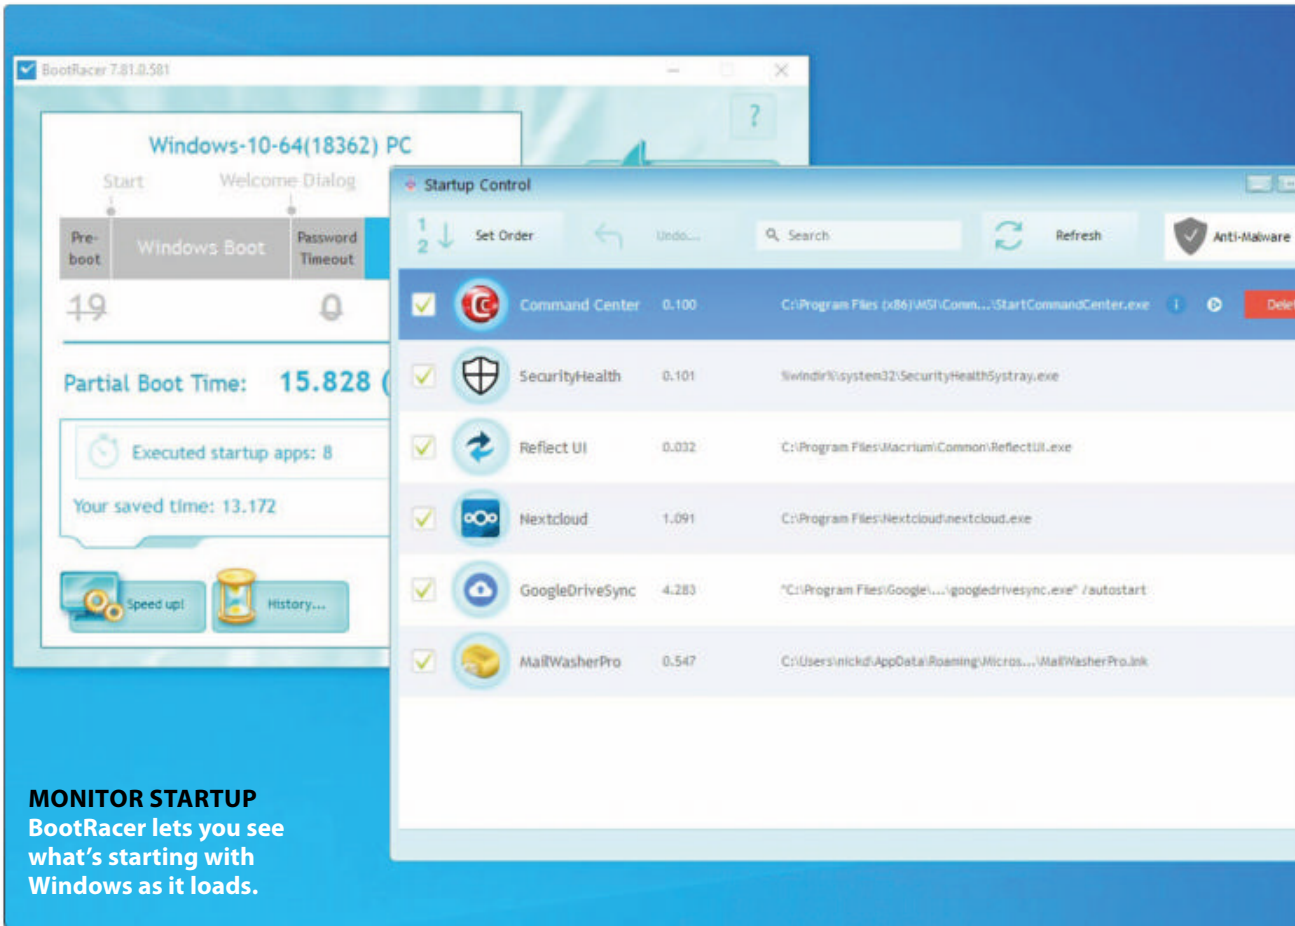 BootRacer 7.81.0.581
?
Windows-10-64(18362) PC
Start
Welcome Dialog
Pre-
boot
Windows Boot
Password
Timeout
19
0
Partial Boot Time: 15.828 (
Executed startup apps: 8
Your saved time: 13.172
Speed up!
History...
Startup Control
1
2
Set Order
Undo...
Search
Refresh
Anti-Malware
Command Center 0.100 C:\Program Files (x86)\MSI\Comm...\StartCommandCenter.exe Delet
SecurityHealth 0.101 %windir%\system32\SecurityHealthSystray.exe
Reflect UI 0.032 C:\Program Files\Macrium\Common\ReflectUI.exe
Nextcloud 1.091 C:\Program Files\Nextcloud\nextcloud.exe
GoogleDriveSync 4.283 "C:\Program Files\Google\...\googledrivesync.exe" /autostart
MailWasherPro 0.547 C:\Users\nickd\AppData\Roaming\Micros...\MailWasherPro.lnk
MONITOR STARTUP
BootRacer lets you see
what's starting with
Windows as it loads.